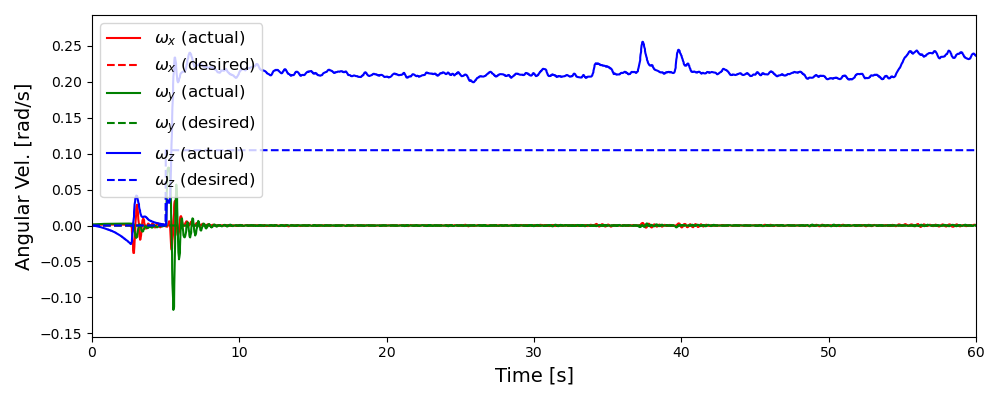 0.25
0.20
0.15
0.10
0.05
0.00
−0.05
−0.10
−0.15
Angular Vel. [rad/s]
ωx (actual)
ωx (desired)
ωy (actual)
ωy (desired)
ωz (actual)
ωz (desired)
0 10 20 30 40 50 60
Time [s]